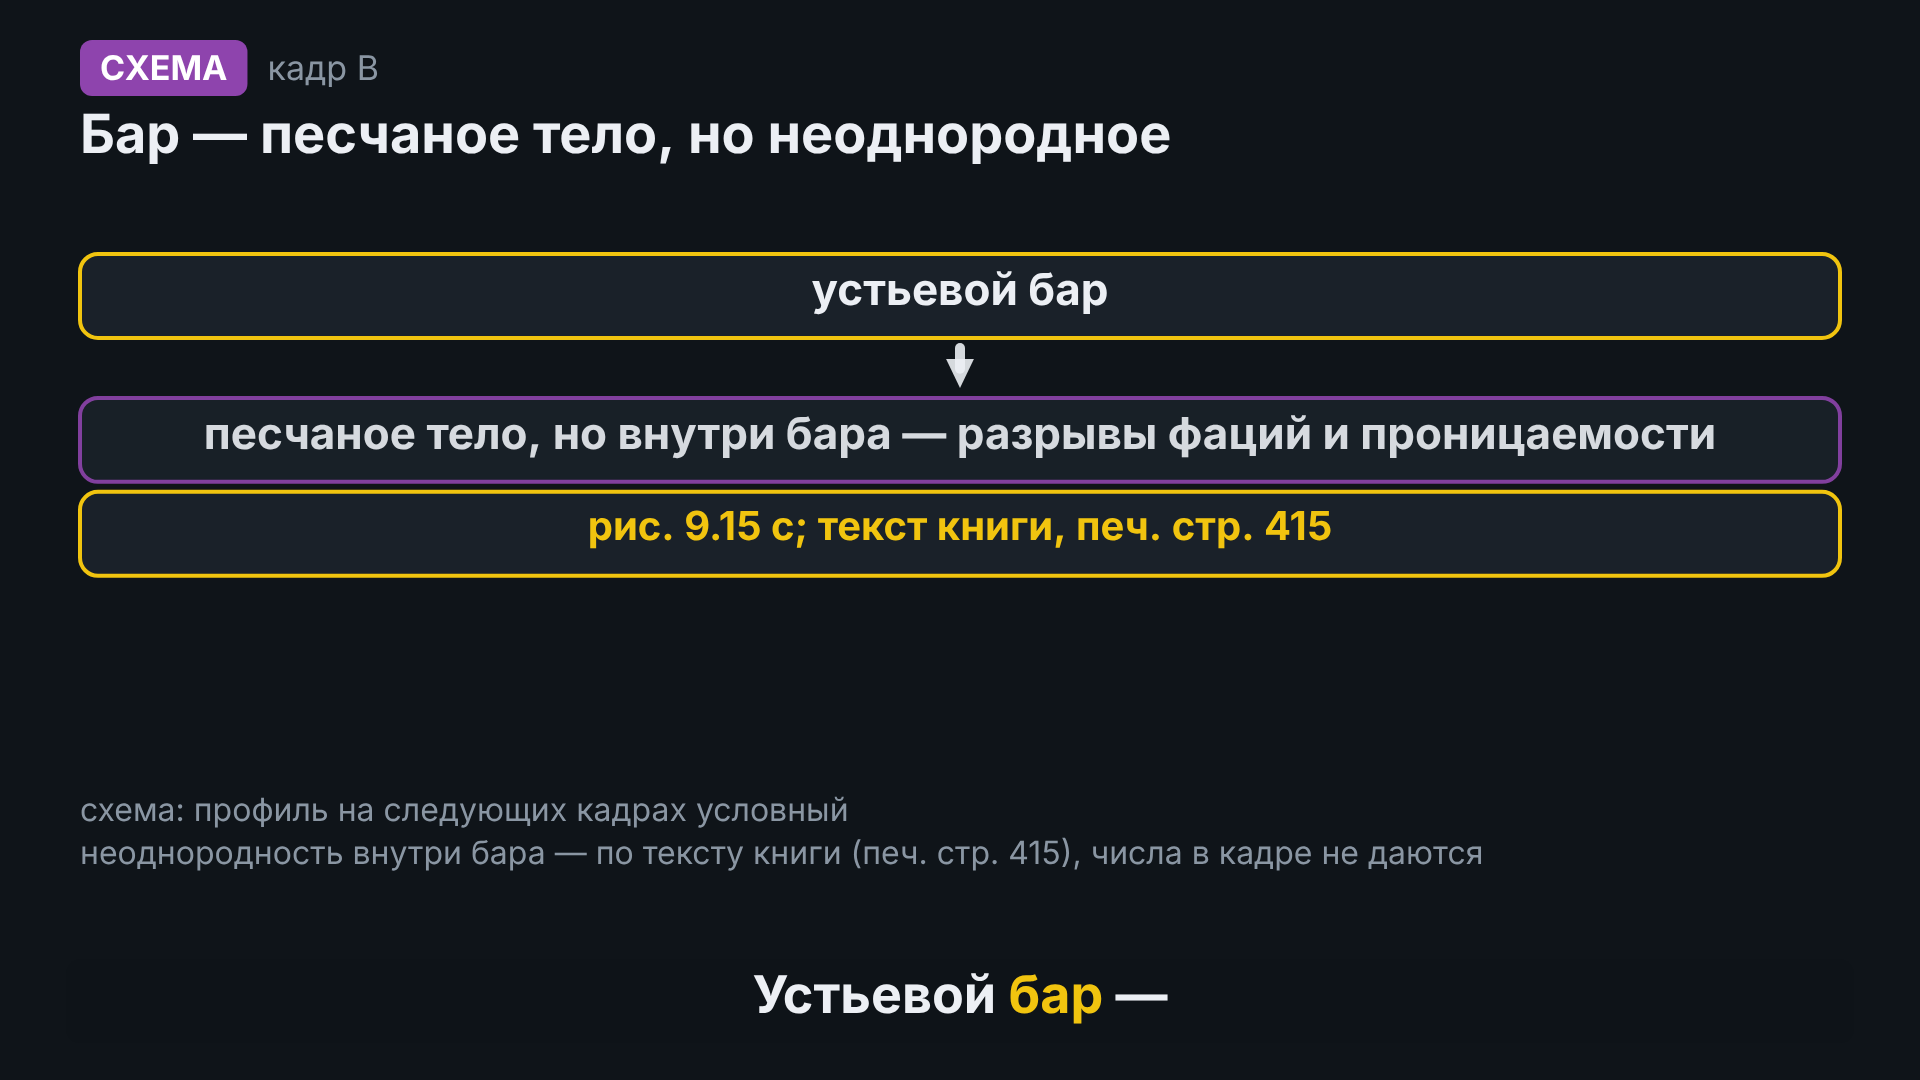 СХЕМА кадр В
Бар — песчаное тело, но неоднородное
устьевой бар
песчаное тело, но внутри бара — разрывы фаций и проницаемости
рис. 9.15 с; текст книги, печ. стр. 415
схема: профиль на следующих кадрах условный
неоднородность внутри бара — по тексту книги (печ. стр. 415), числа в кадре не даются
Устьевой бар —